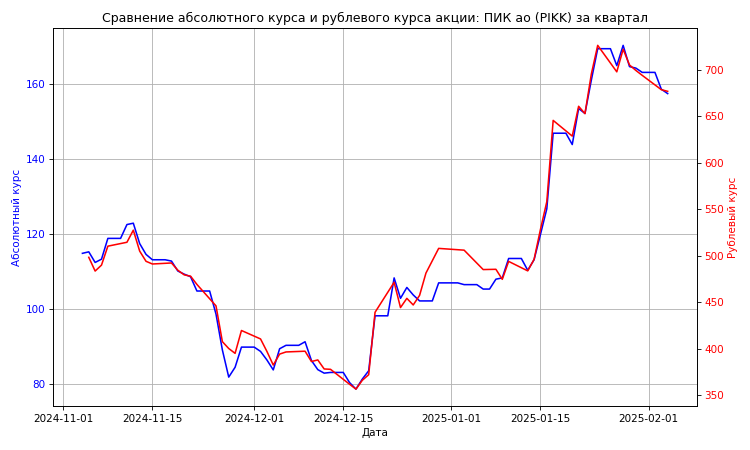 Сравнение абсолютного курса и рублевого курса акции: ПИК ао (PIKK) за квартал
Абсолютный курс
160
140
120
100
80
700
650
600
550
500
450
400
350
Рублевый курс
2024-11-01 2024-11-15 2024-12-01 2024-12-15 2025-01-01 2025-01-15 2025-02-01
Дата